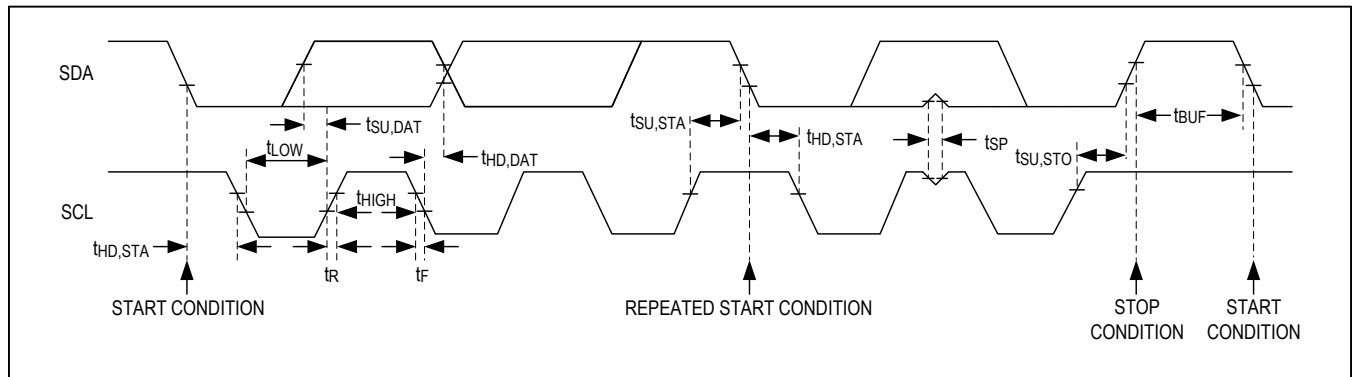 SDA
tSU,DAT
tLOW
tHD,DAT
tSU,STA
tHD,STA
tSP
tSU,STO
tBUF
SCL
tHIGH
tHD,STA
tR
tF
START CONDITION
REPEATED START CONDITION
STOP
CONDITION
START
CONDITION